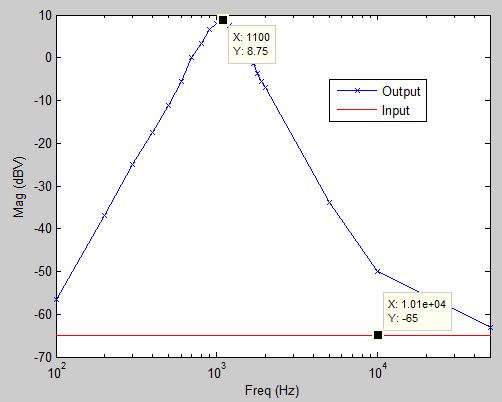 10
0
-10
-20
-30
-40
-50
-60
-70
Mag (dBV)
X: 1100
Y: 8.75
Output
Input
X: 1.01e+04
Y: -65
10^2
10^3
10^4
Freq (Hz)